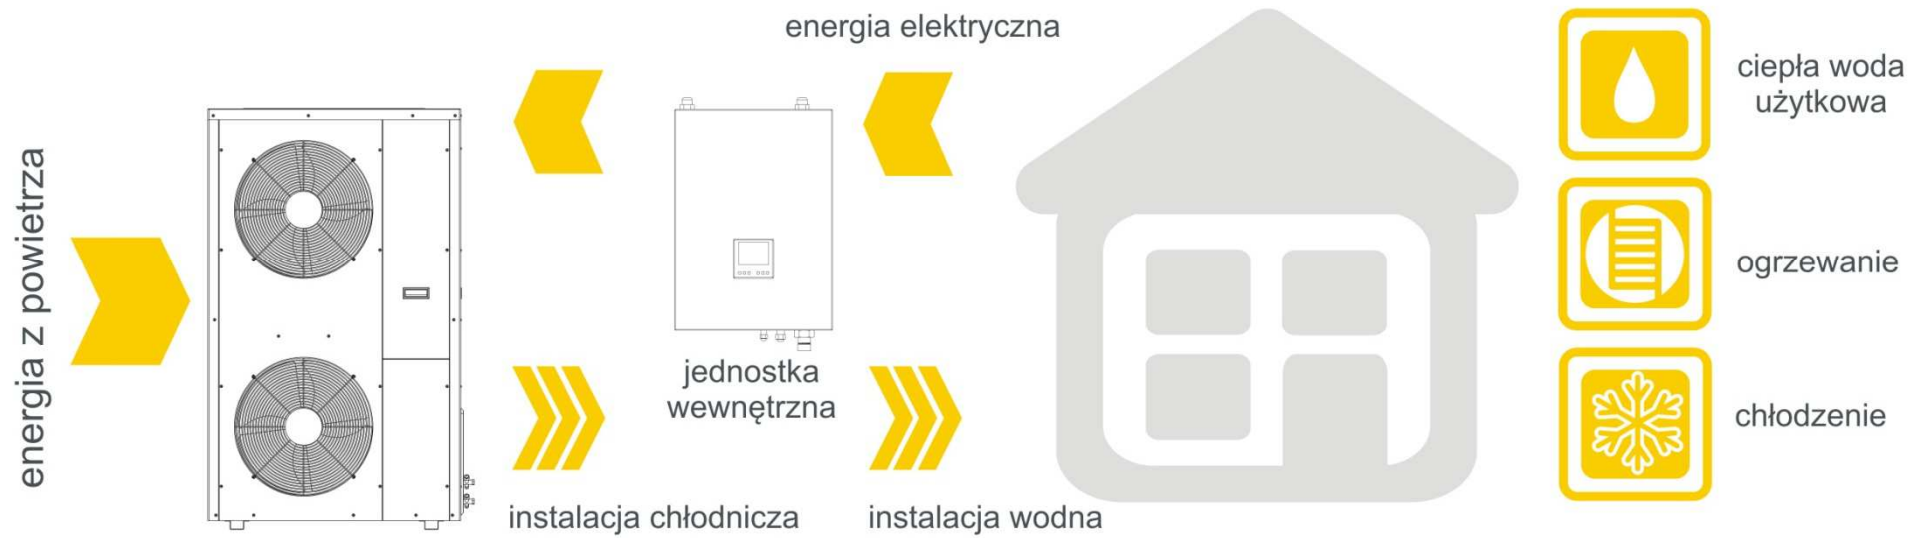 energia z powietrza
energia elektryczna
jednostka
wewnętrzna
instalacja chłodnicza
instalacja wodna
ciepła woda
użytkowa
ogrzewanie
chłodzenie